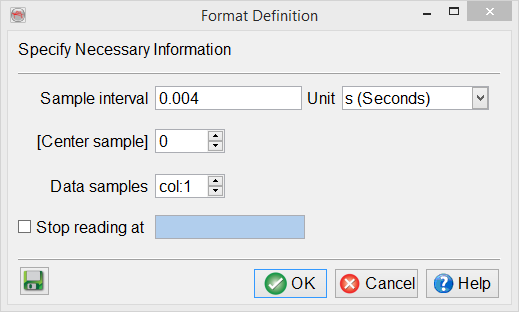 Format Definition
Specify Necessary Information
Sample interval 0.004 Unit s (Seconds)
[Center sample] 0
Data samples col:1
Stop reading at
OK Cancel Help